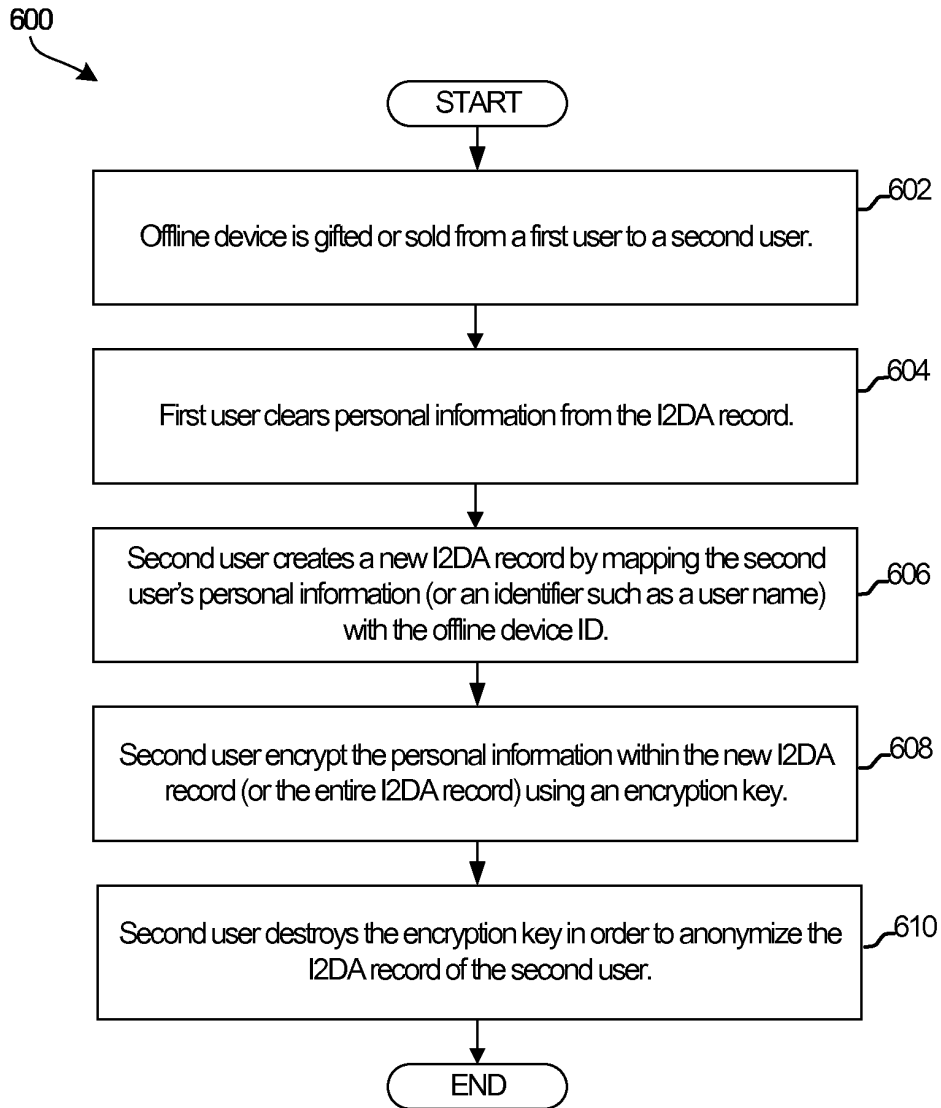 600
START
602
Offline device is gifted or sold from a first user to a second user.
604
First user clears personal information from the I2DA record.
Second user creates a new I2DA record by mapping the second
user's personal information (or an identifier such as a user name)
with the offline device ID.
606
Second user encrypt the personal information within the new I2DA
record (or the entire I2DA record) using an encryption key.
608
Second user destroys the encryption key in order to anonymize the
I2DA record of the second user.
610
END